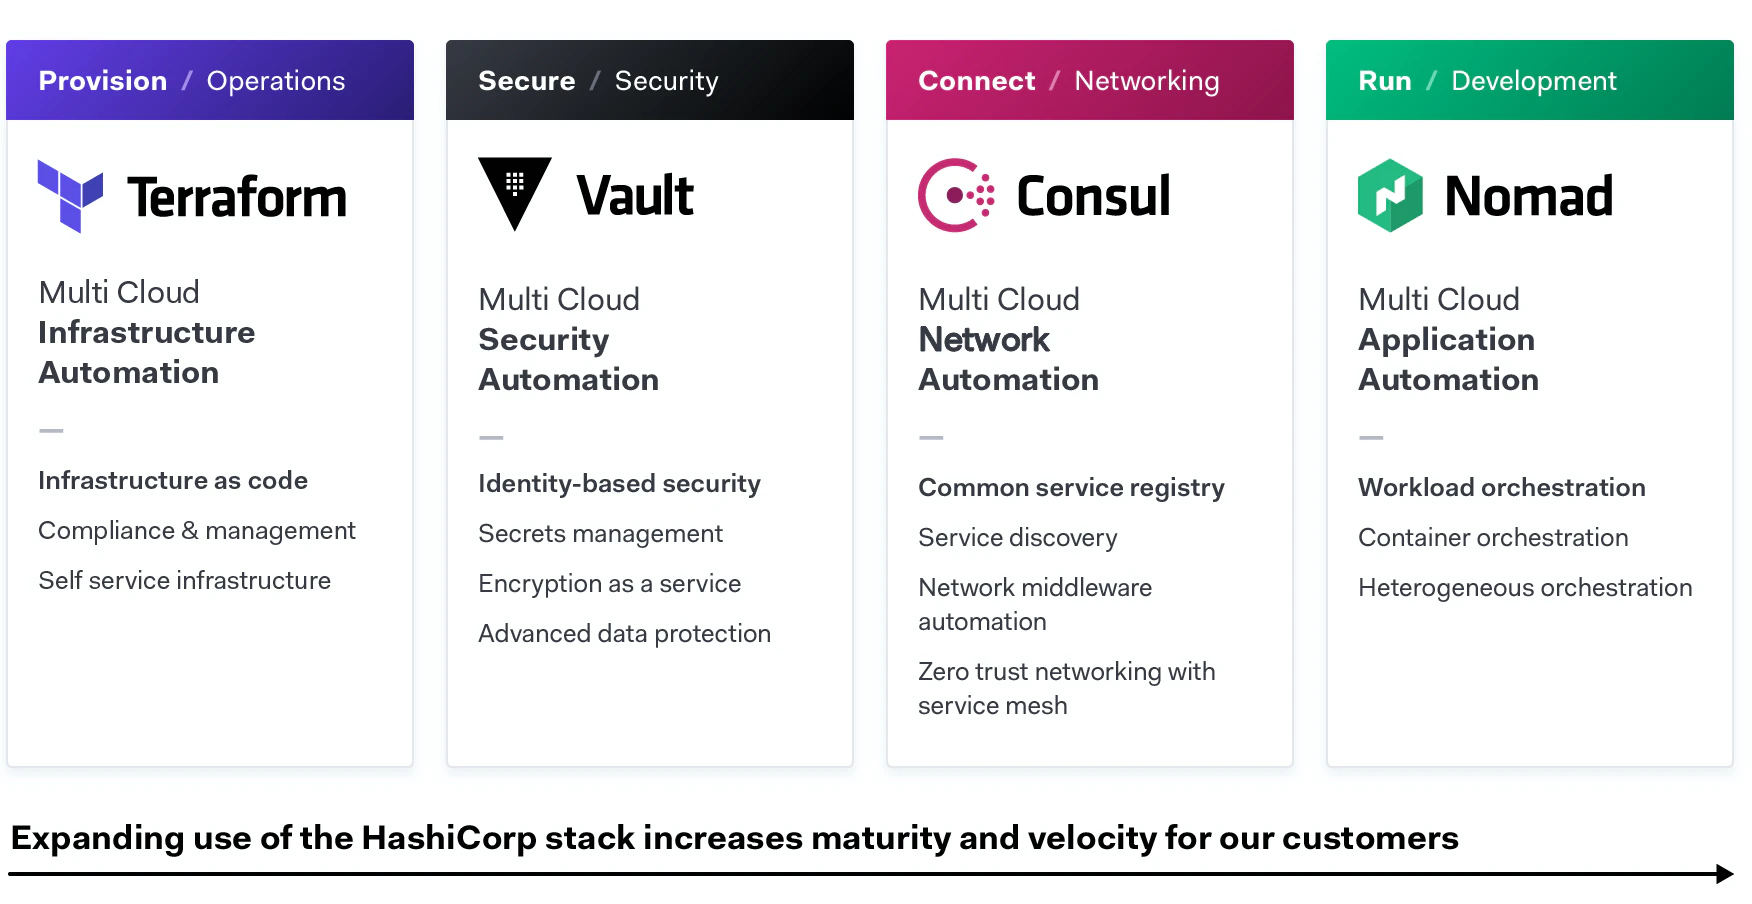 Provision / Operations
Terraform
Multi Cloud
Infrastructure
Automation
—
Infrastructure as code
Compliance & management
Self service infrastructure
Secure / Security
Vault
Multi Cloud
Security
Automation
—
Identity-based security
Secrets management
Encryption as a service
Advanced data protection
Connect / Networking
Consul
Multi Cloud
Network
Automation
—
Common service registry
Service discovery
Network middleware
automation
Zero trust networking with
service mesh
Run / Development
Nomad
Multi Cloud
Application
Automation
—
Workload orchestration
Container orchestration
Heterogeneous orchestration
Expanding use of the HashiCorp stack increases maturity and velocity for our customers